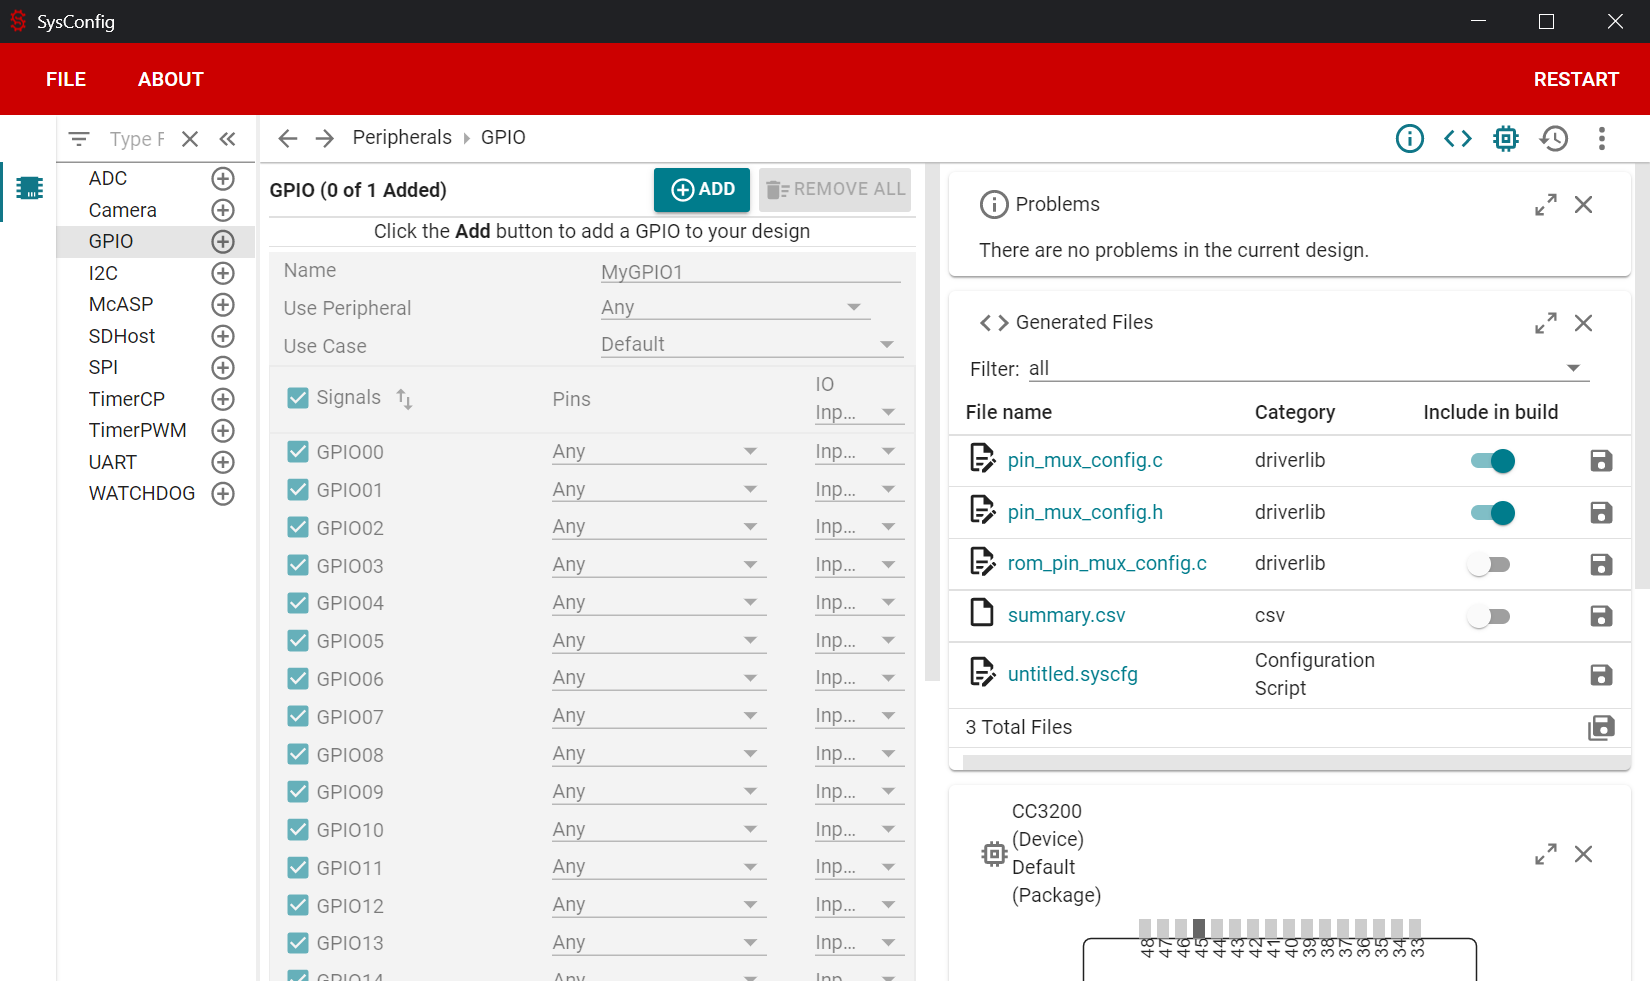 SysConfig
FILE ABOUT RESTART
Type F
Peripherals GPIO
ADC
Camera
GPIO
I2C
McASP
SDHost
SPI
TimerCP
TimerPWM
UART
WATCHDOG
GPIO (0 of 1 Added) ADD REMOVE ALL
Click the Add button to add a GPIO to your design
Name MyGPIO1
Use Peripheral Any
Use Case Default
Signals Pins IO
Inp...
GPIO00 Any Inp...
GPIO01 Any Inp...
GPIO02 Any Inp...
GPIO03 Any Inp...
GPIO04 Any Inp...
GPIO05 Any Inp...
GPIO06 Any Inp...
GPIO07 Any Inp...
GPIO08 Any Inp...
GPIO09 Any Inp...
GPIO10 Any Inp...
GPIO11 Any Inp...
GPIO12 Any Inp...
GPIO13 Any Inp...
GPIO14 Any Inp...
Problems
There are no problems in the current design.
Generated Files
Filter: all
File name Category Include in build
pin_mux_config.c driverlib
pin_mux_config.h driverlib
rom_pin_mux_config.c driverlib
summary.csv csv
untitled.syscfg Configuration
Script
3 Total Files
CC3200
(Device)
Default
(Package)
48 47 46 45 44 43 42 41 40 39 38 37 36 35 34 33